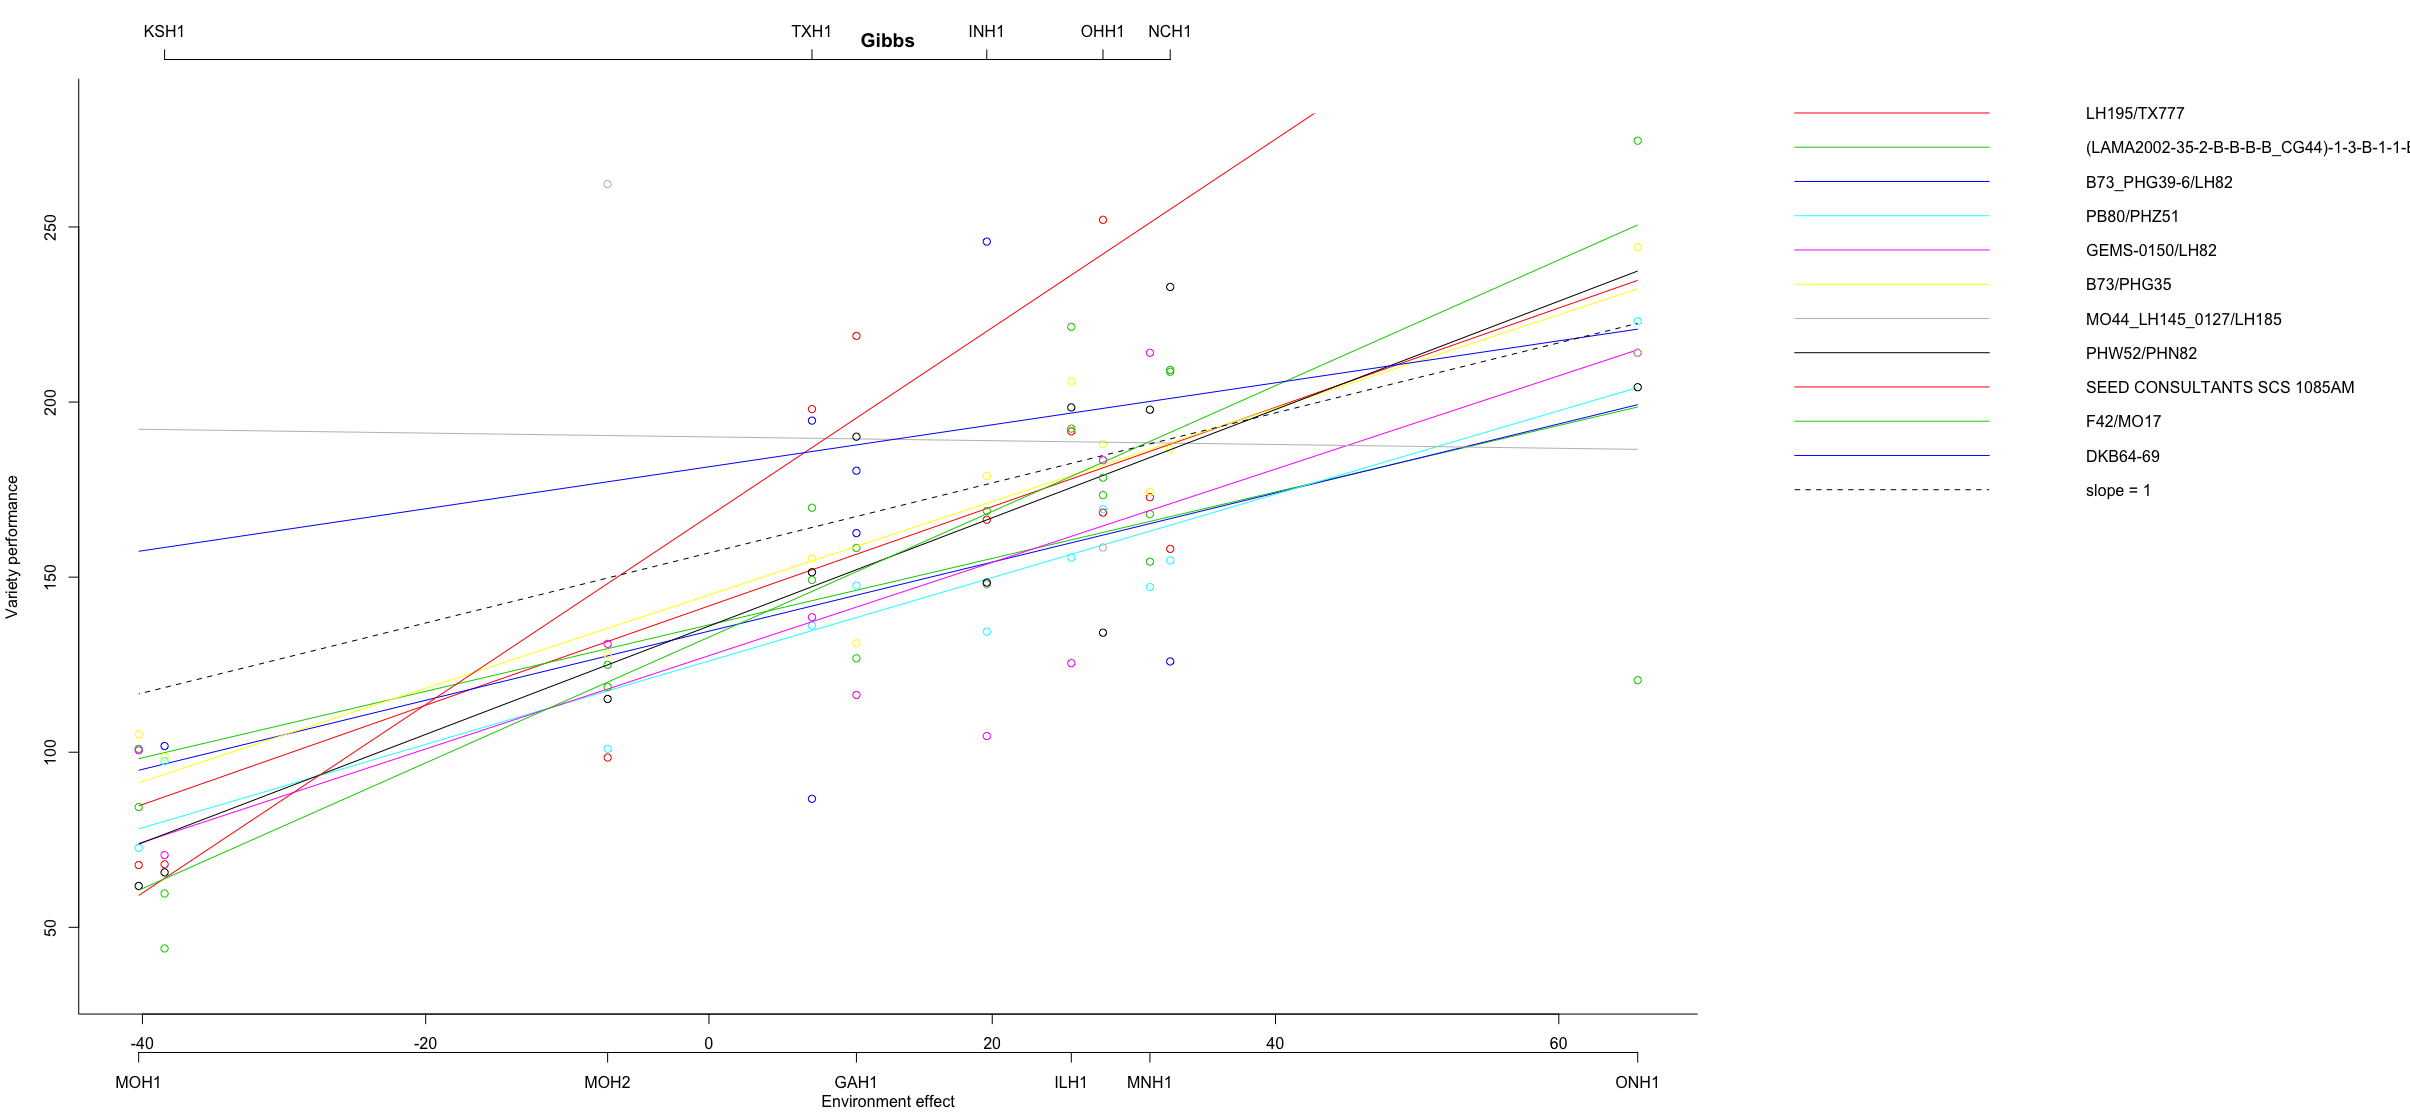 KSH1 TXH1 INH1 OHH1 NCH1
Gibbs
Variety performance
250
200
150
100
50
-40 -20 0 20 40 60
MOH1 MOH2 GAH1 ILH1 MNH1 ONH1
Environment effect
LH195/TX777
(LAMA2002-35-2-B-B-B-B_CG44)-1-3-B-1-1-B
B73_PHG39-6/LH82
PB80/PHZ51
GEMS-0150/LH82
B73/PHG35
MO44_LH145_0127/LH185
PHW52/PHN82
SEED CONSULTANTS SCS 1085AM
F42/MO17
DKB64-69
slope = 1